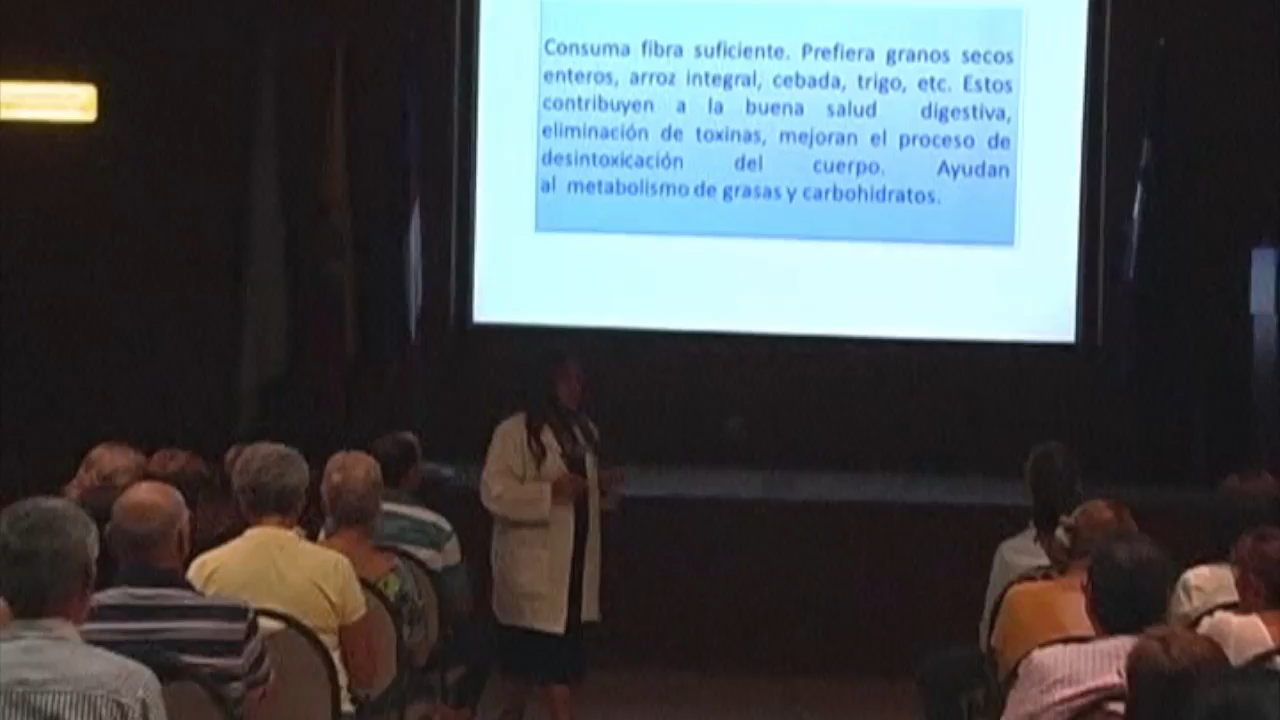 Consuma fibra suficiente. Prefiera granos secos
enteros, arroz integral, cebada, trigo, etc. Estos
contribuyen a la buena salud digestiva,
eliminación de toxinas, mejoran el proceso de
desintoxicación del cuerpo. Ayudan
al metabolismo de grasas y carbohidratos.